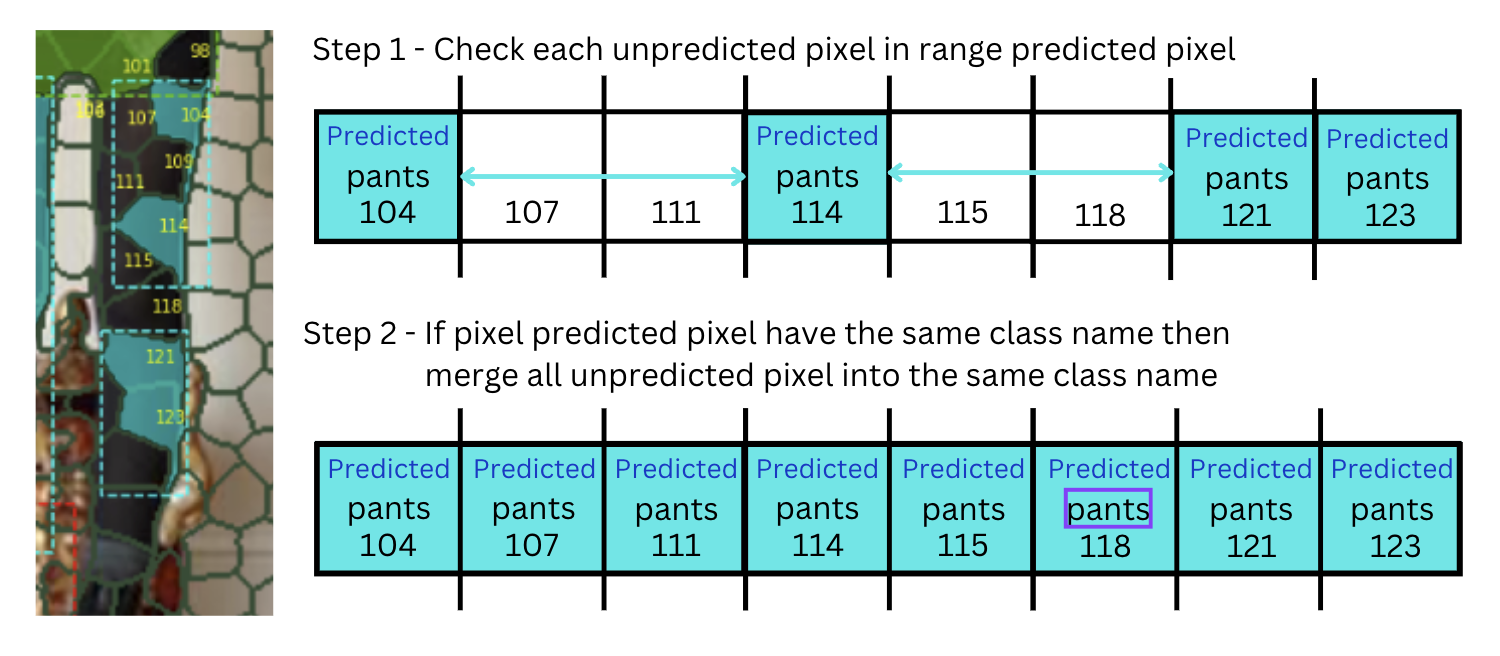 98
101
106
107
104
109
111
114
115
118
121
123
Step 1 - Check each unpredicted pixel in range predicted pixel
Predicted Predicted Predicted Predicted
pants pants pants pants
104 107 111 114 115 118 121 123
Step 2 - If pixel predicted pixel have the same class name then
merge all unpredicted pixel into the same class name
Predicted Predicted Predicted Predicted Predicted Predicted Predicted Predicted
pants pants pants pants pants pants pants pants
104 107 111 114 115 118 121 123